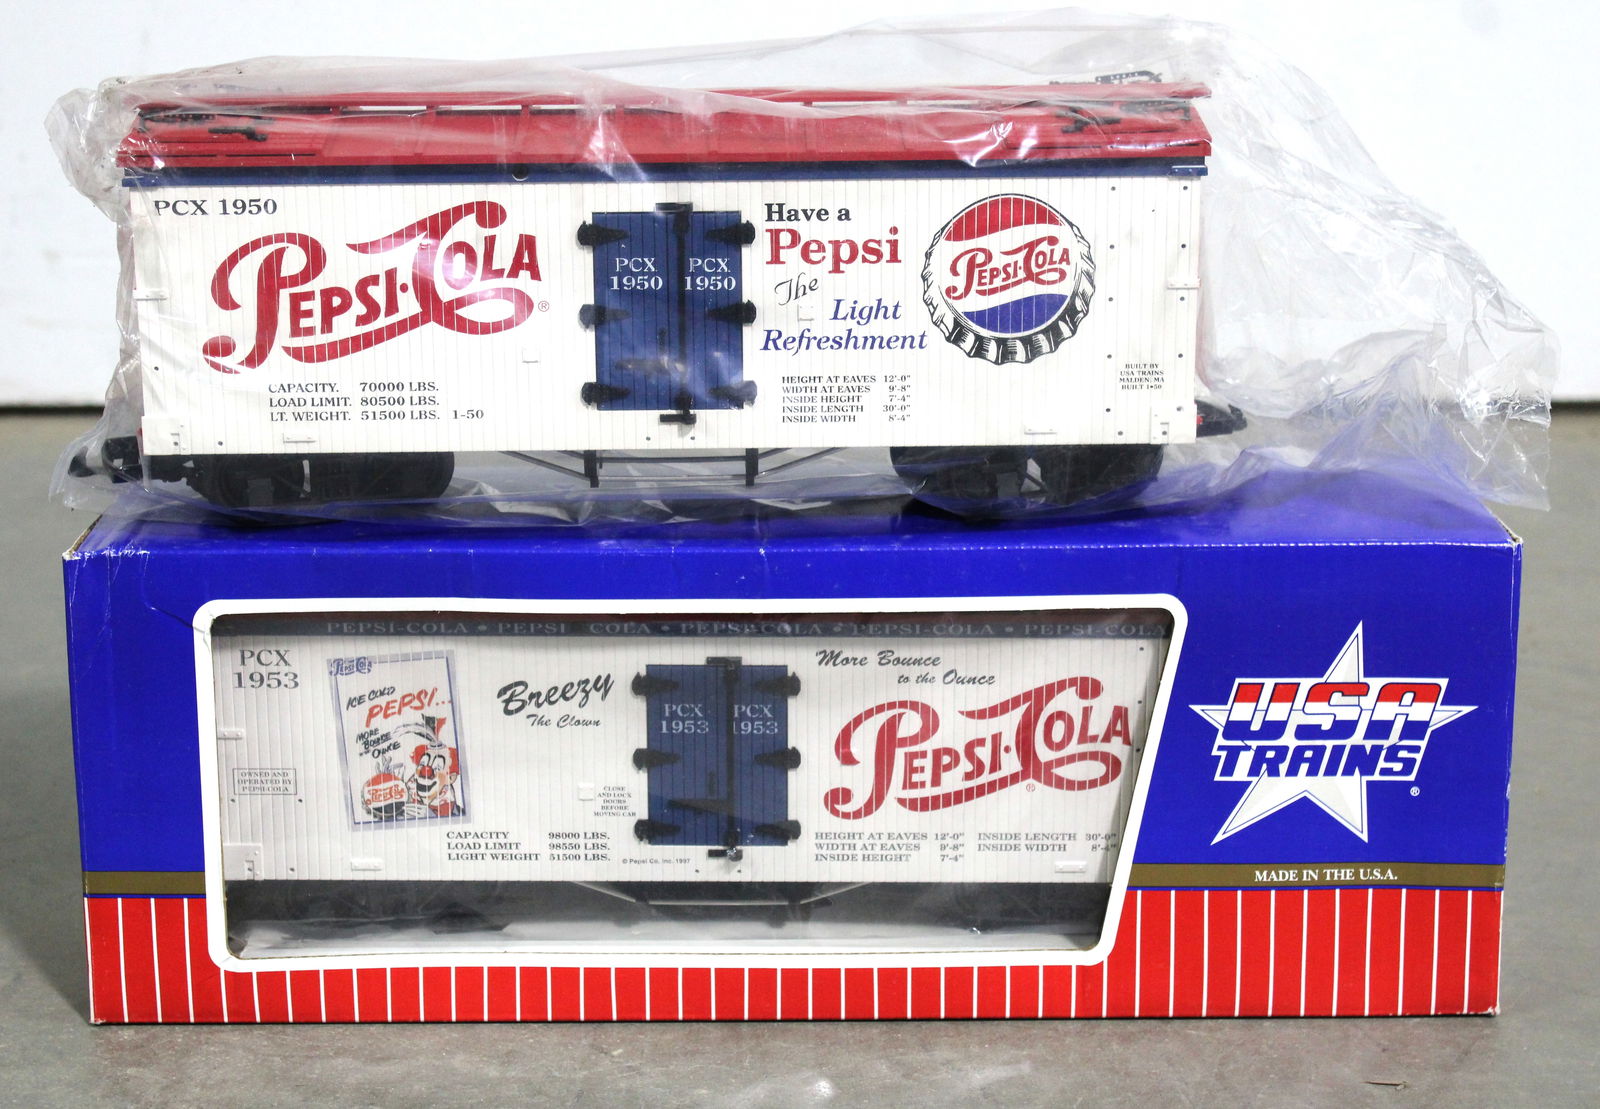 PCX 1950
PEPSI·COLA®
CAPACITY. 70000 LBS.
LOAD LIMIT. 80500 LBS.
LT. WEIGHT. 51500 LBS. 1-50
PCX PCX
1950 1950
Have a
Pepsi
The
Light
Refreshment
PEPSI·COLA
HEIGHT AT EAVES 12'-0"
WIDTH AT EAVES 9'-8"
INSIDE HEIGHT 7'-4"
INSIDE LENGTH 30'-0"
INSIDE WIDTH 8'-4"
BUILT BY
USA TRAINS
MALDEN, MA
BUILT 1•50
PEPSI-COLA • PEPSI COLA • PEPSI-COLA • PEPSI-COLA • PEPSI-COLA
PCX
1953
PEPSI·COLA
ICE COLD
PEPSI...
MORE
BOUNCE
OUNCE
PEPSI·COLA
OWNED AND
OPERATED BY
PEPSI-COLA
Breezy
The Clown
CLOSE
AND LOCK
DOORS
BEFORE
MOVING CAR
CAPACITY 98000 LBS.
LOAD LIMIT 98550 LBS.
LIGHT WEIGHT 51500 LBS.
© Pepsi Co, Inc. 1997
PCX PCX
1953 1953
More Bounce
to the Ounce
PEPSI·COLA®
HEIGHT AT EAVES 12'-0" INSIDE LENGTH 30'-0"
WIDTH AT EAVES 9'-8" INSIDE WIDTH 8'-4"
INSIDE HEIGHT 7'-4"
USA
TRAINS®
MADE IN THE U.S.A.